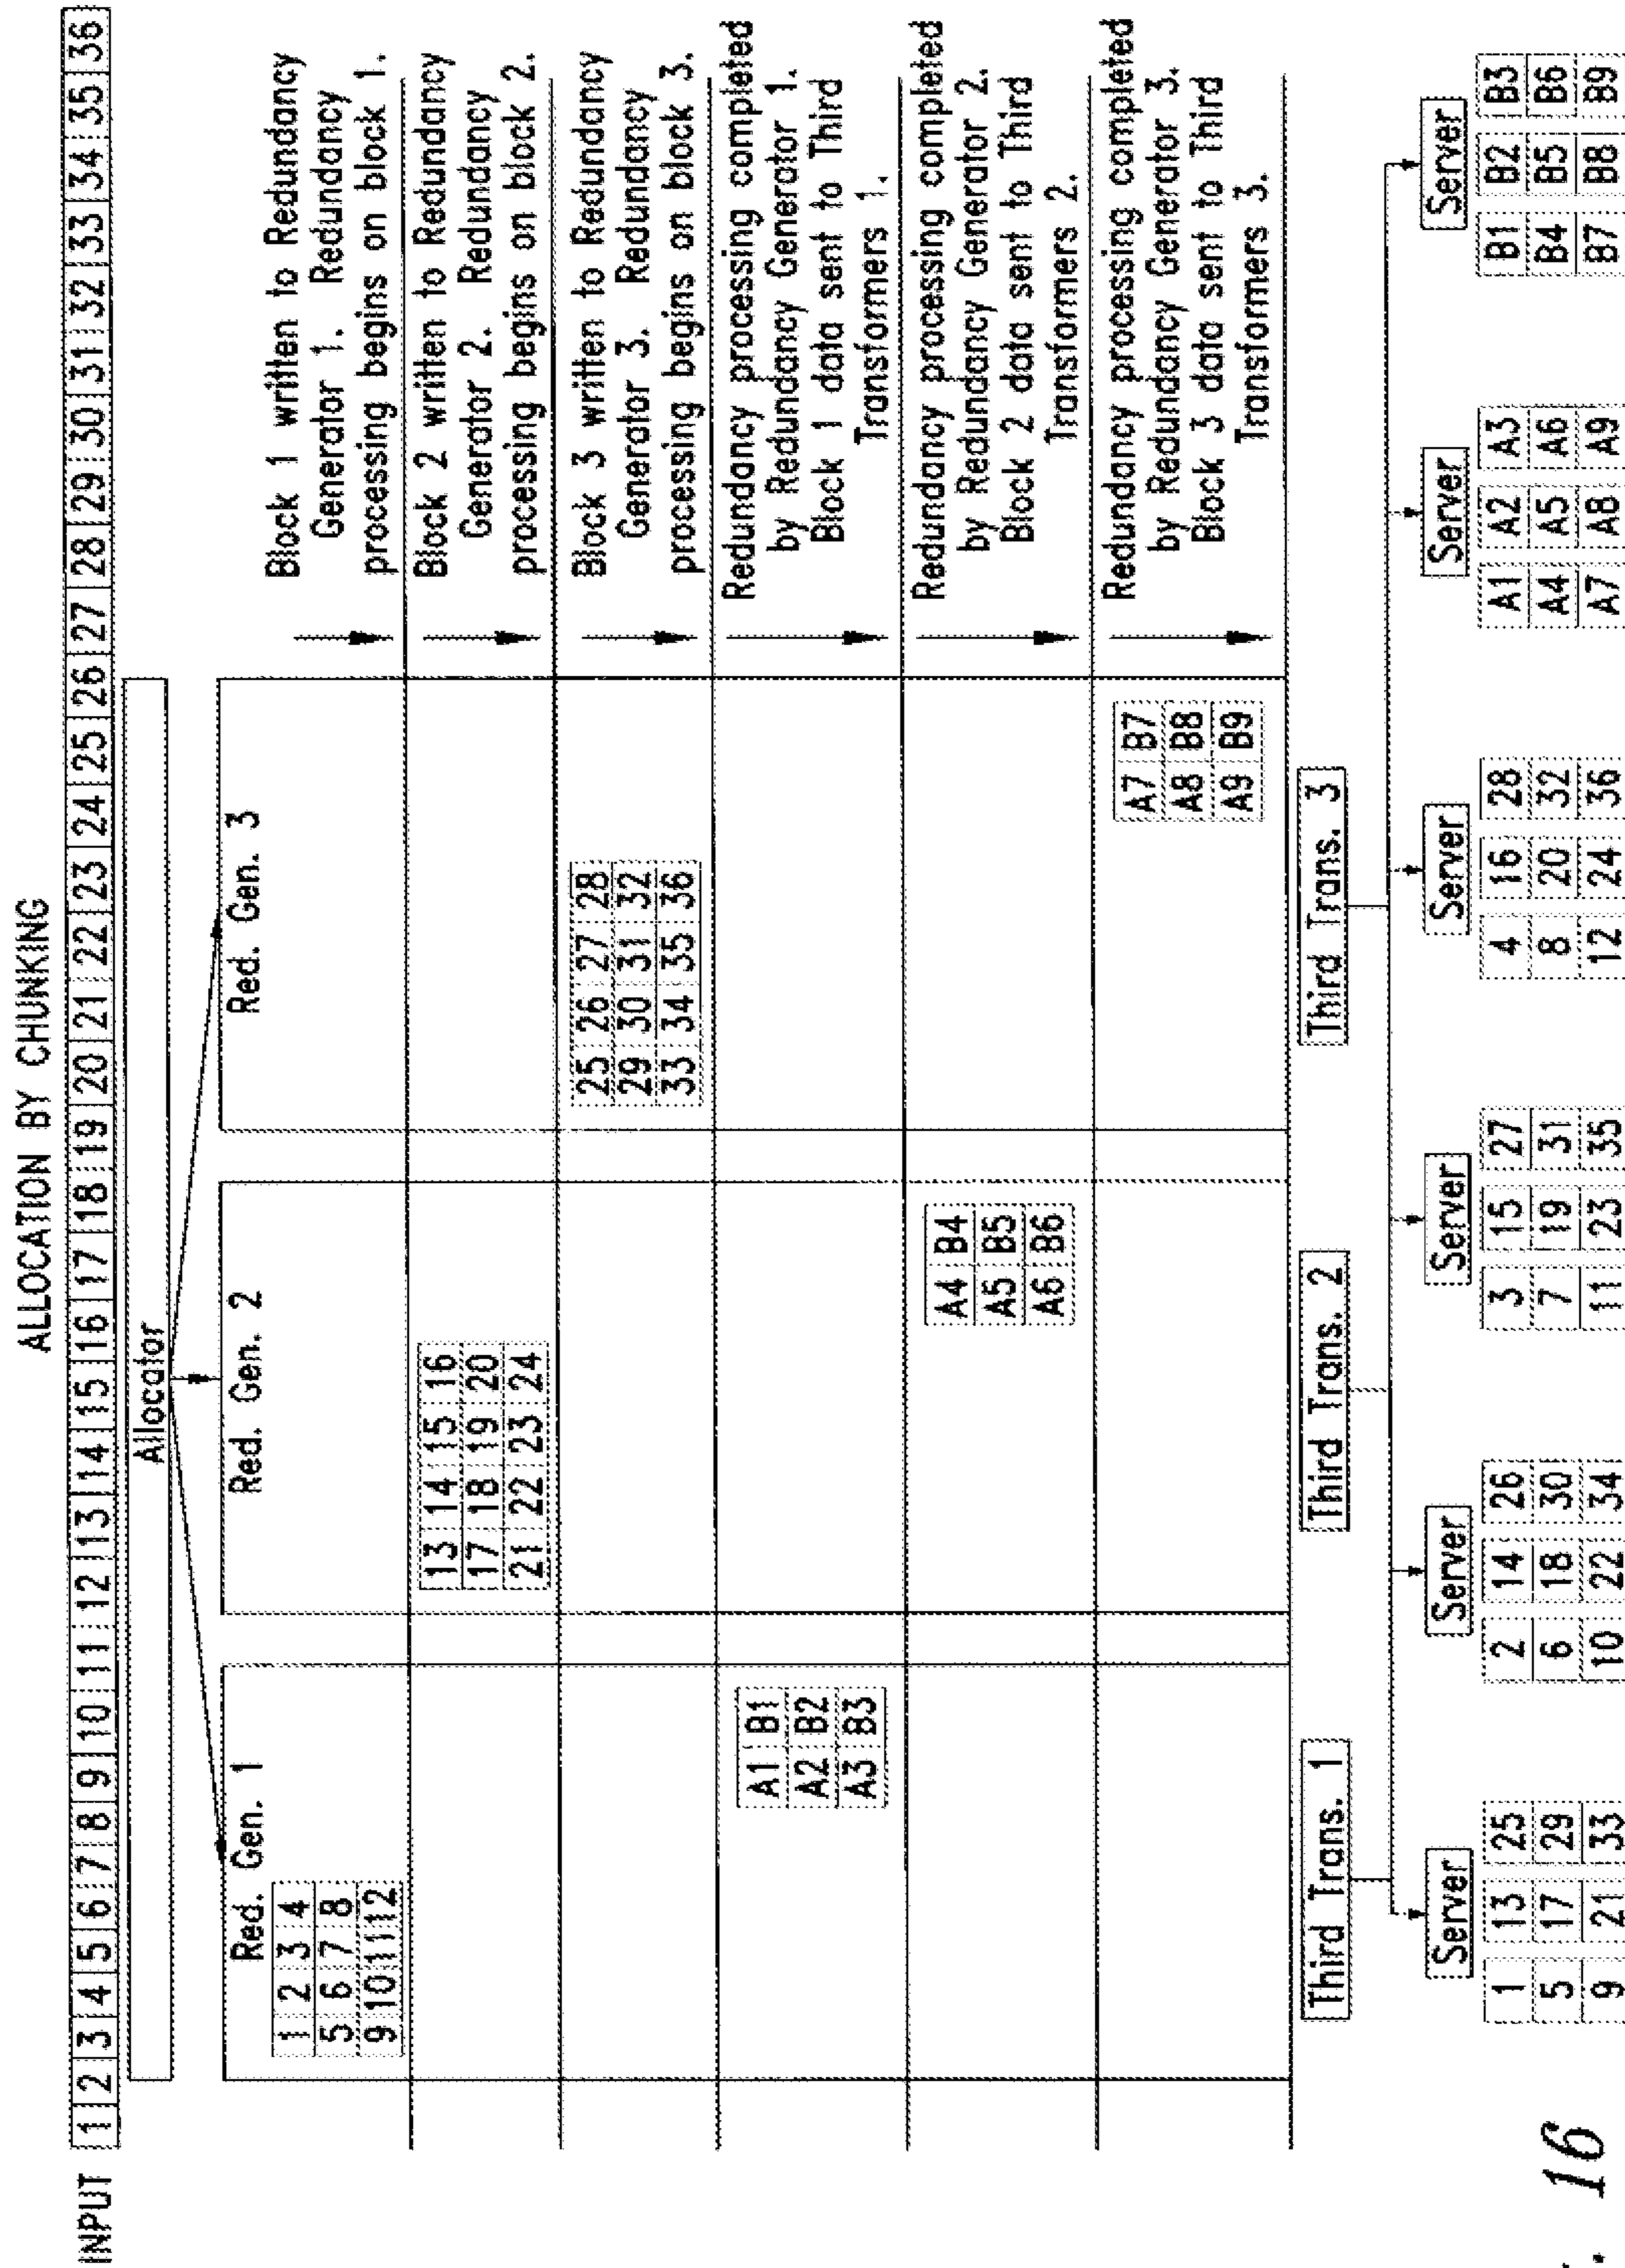 ALLOCATION BY CHUNKING
INPUT 1 2 3 4 5 6 7 8 9 10 11 12 13 14 15 16 17 18 19 20 21 22 23 24 25 26 27 28 29 30 31 32 33 34 35 36
Allocator
Red. Gen. 1
Red. Gen. 2
Red. Gen. 3
1 2 3 4
5 6 7 8
9 10 11 12
Block 1 written to Redundancy
Generator 1. Redundancy
processing begins on block 1.
13 14 15 16
17 18 19 20
21 22 23 24
Block 2 written to Redundancy
Generator 2. Redundancy
processing begins on block 2.
25 26 27 28
29 30 31 32
33 34 35 36
Block 3 written to Redundancy
Generator 3. Redundancy
processing begins on block 3.
A1 B1
A2 B2
A3 B3
Redundancy processing completed
by Redundancy Generator 1.
Block 1 data sent to Third
Transformers 1.
A4 B4
A5 B5
A6 B6
Redundancy processing completed
by Redundancy Generator 2.
Block 2 data sent to Third
Transformers 2.
A7 B7
A8 B8
A9 B9
Redundancy processing completed
by Redundancy Generator 3.
Block 3 data sent to Third
Transformers 3.
Third Trans. 1
Third Trans. 2
Third Trans. 3
Server
1 13 25
5 17 29
9 21 33
Server
2 14 26
6 18 30
10 22 34
Server
3 15 27
7 19 31
11 23 35
Server
4 16 28
8 20 32
12 24 36
Server
A1 A2 A3
A4 A5 A6
A7 A8 A9
Server
B1 B2 B3
B4 B5 B6
B7 B8 B9
. 16